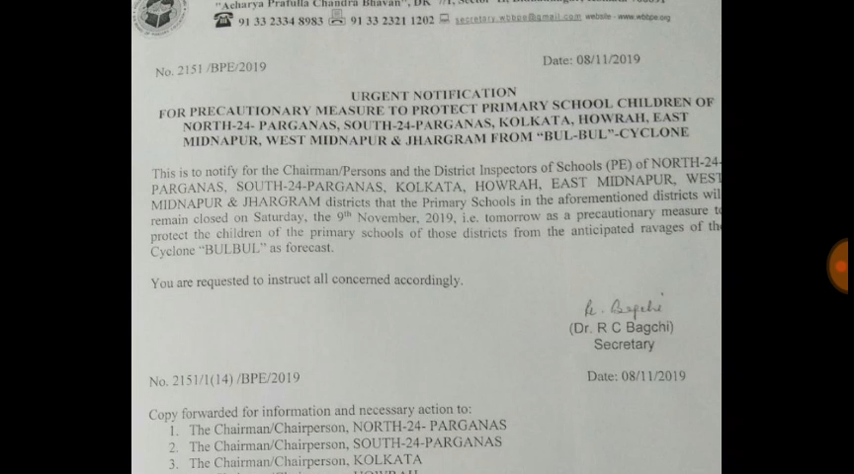 "Acharya Prafulla Chandra Bhavan", DK
91 33 2334 8983 91 33 2321 1202 secretary.wbbpe@gmail.com website - www.wbbpe.org
No. 2151 /BPE/2019
Date: 08/11/2019
URGENT NOTIFICATION
FOR PRECAUTIONARY MEASURE TO PROTECT PRIMARY SCHOOL CHILDREN OF
NORTH-24- PARGANAS, SOUTH-24-PARGANAS, KOLKATA, HOWRAH, EAST
MIDNAPUR, WEST MIDNAPUR & JHARGRAM FROM "BUL-BUL"-CYCLONE
This is to notify for the Chairman/Persons and the District Inspectors of Schools (PE) of NORTH-24-
PARGANAS, SOUTH-24-PARGANAS, KOLKATA, HOWRAH, EAST MIDNAPUR, WEST
MIDNAPUR & JHARGRAM districts that the Primary Schools in the aforementioned districts wil
remain closed on Saturday, the 9th November, 2019, i.e. tomorrow as a precautionary measure to
protect the children of the primary schools of those districts from the anticipated ravages of the
Cyclone "BULBUL" as forecast.
You are requested to instruct all concerned accordingly.
R. Bagchi
(Dr. R C Bagchi)
Secretary
No. 2151/1(14) /BPE/2019
Date: 08/11/2019
Copy forwarded for information and necessary action to:
1. The Chairman/Chairperson, NORTH-24- PARGANAS
2. The Chairman/Chairperson, SOUTH-24-PARGANAS
3. The Chairman/Chairperson, KOLKATA